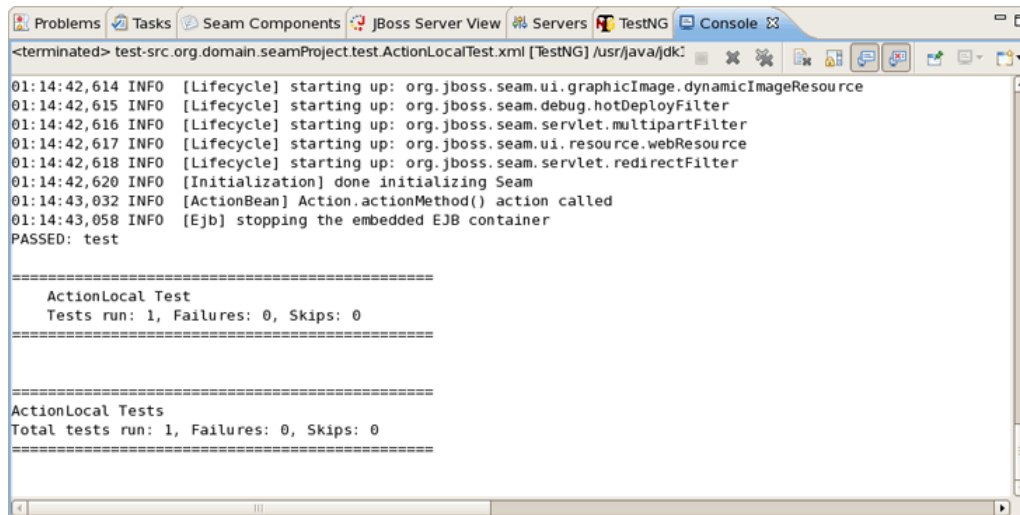 Problems Tasks Seam Components JBoss Server View Servers TestNG Console
<terminated> test-src.org.domain.seamProject.test.ActionLocalTest.xml [TestNG] /usr/java/jdk1
01:14:42,614 INFO  [Lifecycle] starting up: org.jboss.seam.ui.graphicImage.dynamicImageResource
01:14:42,615 INFO  [Lifecycle] starting up: org.jboss.seam.debug.hotDeployFilter
01:14:42,616 INFO  [Lifecycle] starting up: org.jboss.seam.servlet.multipartFilter
01:14:42,617 INFO  [Lifecycle] starting up: org.jboss.seam.ui.resource.webResource
01:14:42,618 INFO  [Lifecycle] starting up: org.jboss.seam.servlet.redirectFilter
01:14:42,620 INFO  [Initialization] done initializing Seam
01:14:43,032 INFO  [ActionBean] Action.actionMethod() action called
01:14:43,058 INFO  [Ejb] stopping the embedded EJB container
PASSED: test
===============================================
ActionLocal Test
Tests run: 1, Failures: 0, Skips: 0
===============================================
===============================================
ActionLocal Tests
Total tests run: 1, Failures: 0, Skips: 0
===============================================